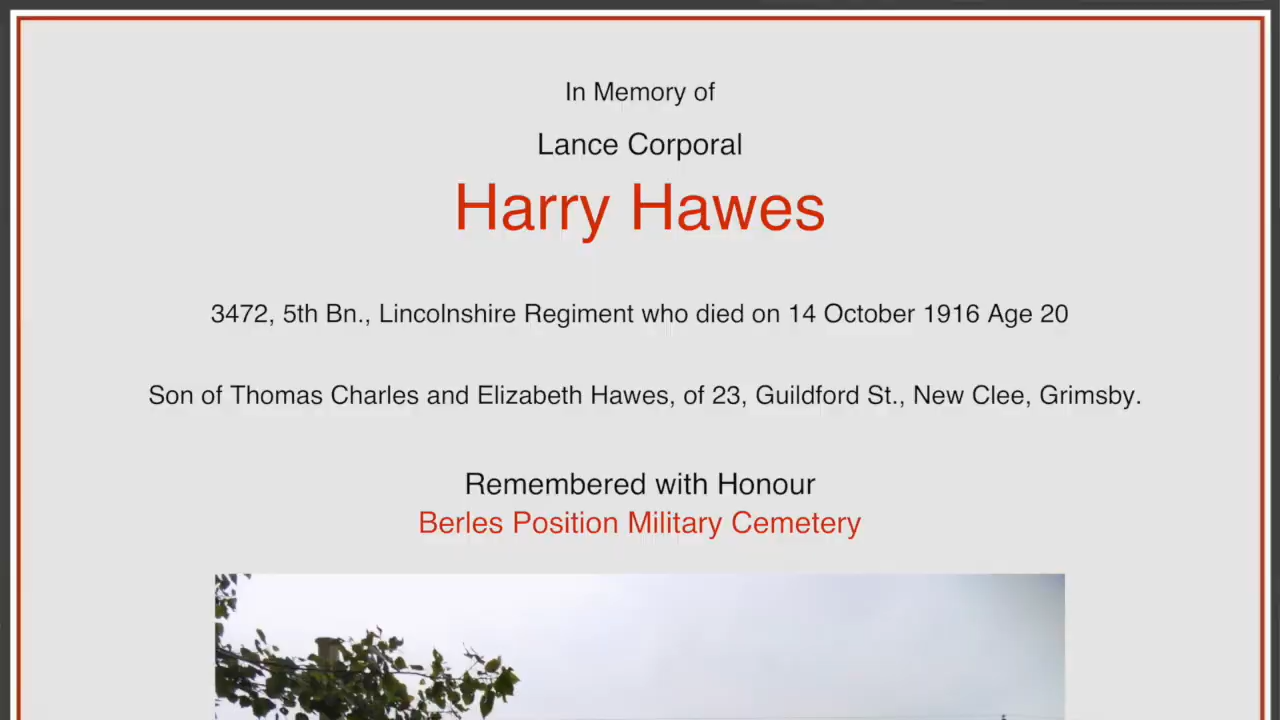 In Memory of
Lance Corporal
Harry Hawes
3472, 5th Bn., Lincolnshire Regiment who died on 14 October 1916 Age 20
Son of Thomas Charles and Elizabeth Hawes, of 23, Guildford St., New Clee, Grimsby.
Remembered with Honour
Berles Position Military Cemetery